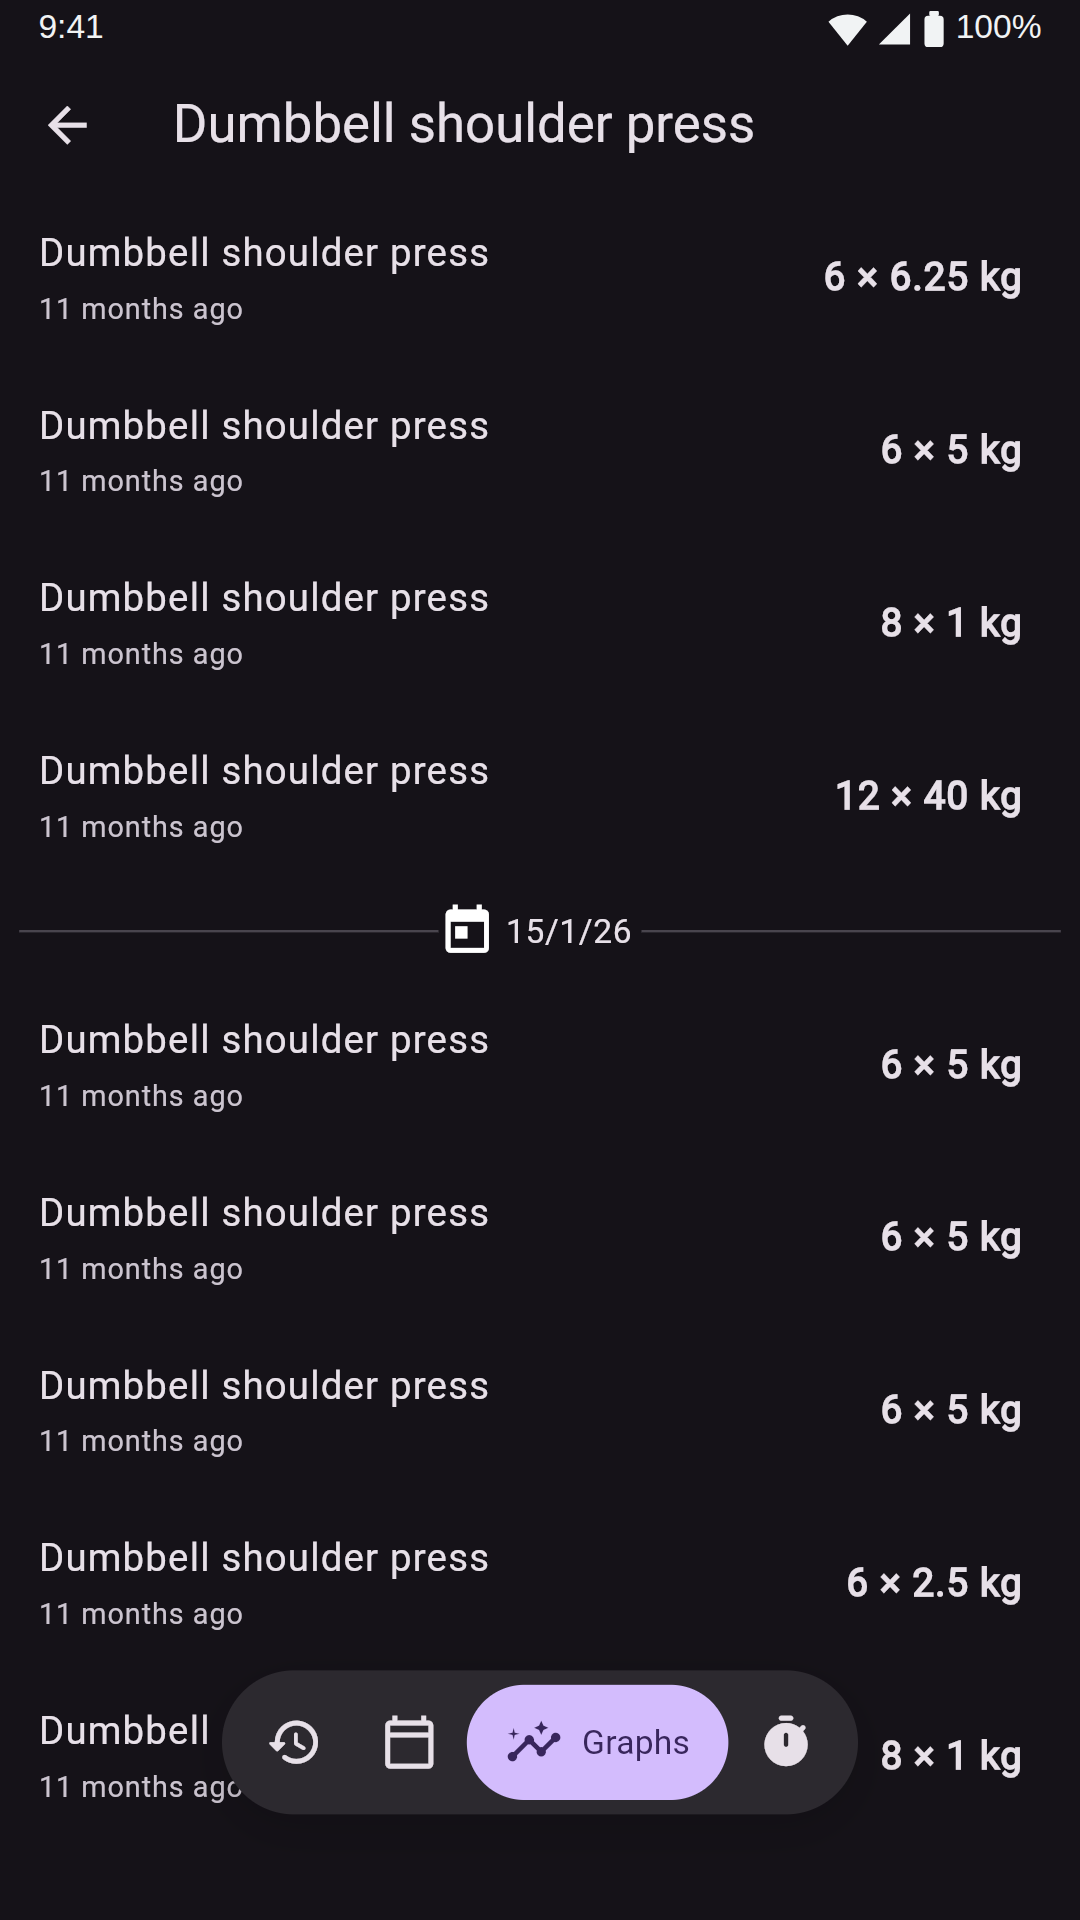 9:41
100%
Dumbbell shoulder press
Dumbbell shoulder press
11 months ago
6 × 6.25 kg
Dumbbell shoulder press
11 months ago
6 × 5 kg
Dumbbell shoulder press
11 months ago
8 × 1 kg
Dumbbell shoulder press
11 months ago
12 × 40 kg
15/1/26
Dumbbell shoulder press
11 months ago
6 × 5 kg
Dumbbell shoulder press
11 months ago
6 × 5 kg
Dumbbell shoulder press
11 months ago
6 × 5 kg
Dumbbell shoulder press
11 months ago
6 × 2.5 kg
Dumbbell
11 months ago
8 × 1 kg
Graphs